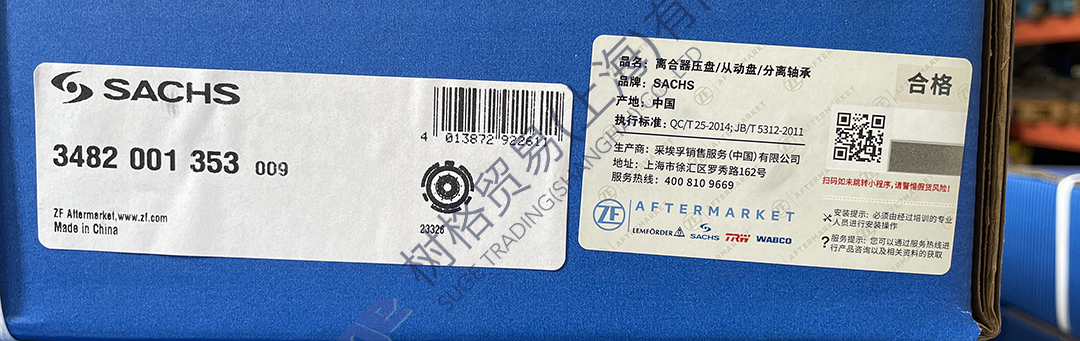 SACHS
4 013872 922611
3482 001 353 009
ZF Aftermarket,www.zf.com
Made in China
23326
品名: 离合器压盘/从动盘/分离轴承
品牌: SACHS
产地: 中国
执行标准: QC/T 25-2014; JB/T 5312-2011
生产商: 采埃孚销售服务(中国)有限公司
地址: 上海市徐汇区罗秀路162号
服务热线: 400 810 9669
ZF AFTERMARKET
LEMFÖRDER SACHS TRW WABCO
合格
扫码如未跳转小程序,请警惕假货风险!
安装提示: 必须由经过培训的专业
人员进行安装操作
?服务提示: 您可以通过服务热线进
行产品咨询以及相关资料的获取
树格贸易(上海)有
SUGE TRADING(SHANGHAI)CO.,LTD